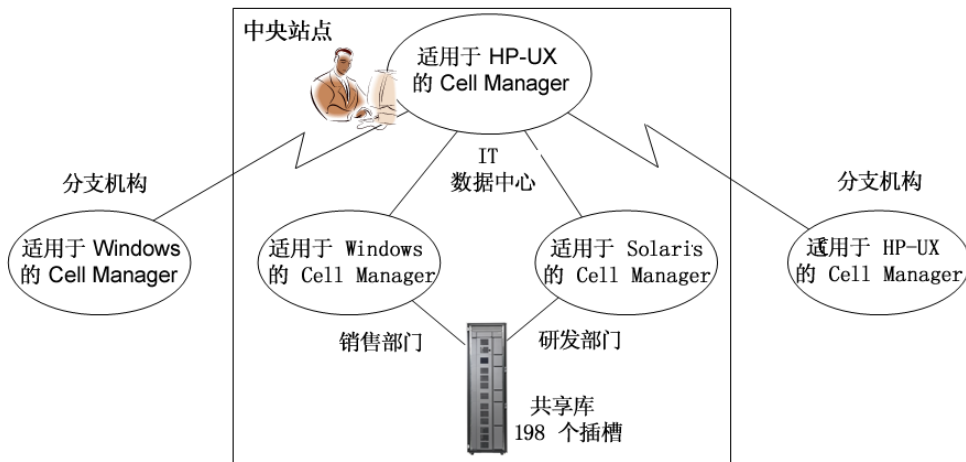 中央站点
适用于 HP-UX
的 Cell Manager
IT
数据中心
分支机构
分支机构
适用于 Windows
的 Cell Manager
适用于 Windows
的 Cell Manager
适用于 Solaris
的 Cell Manager
适用于 HP-UX
的 Cell Manager
销售部门
研发部门
共享库
198 个插槽